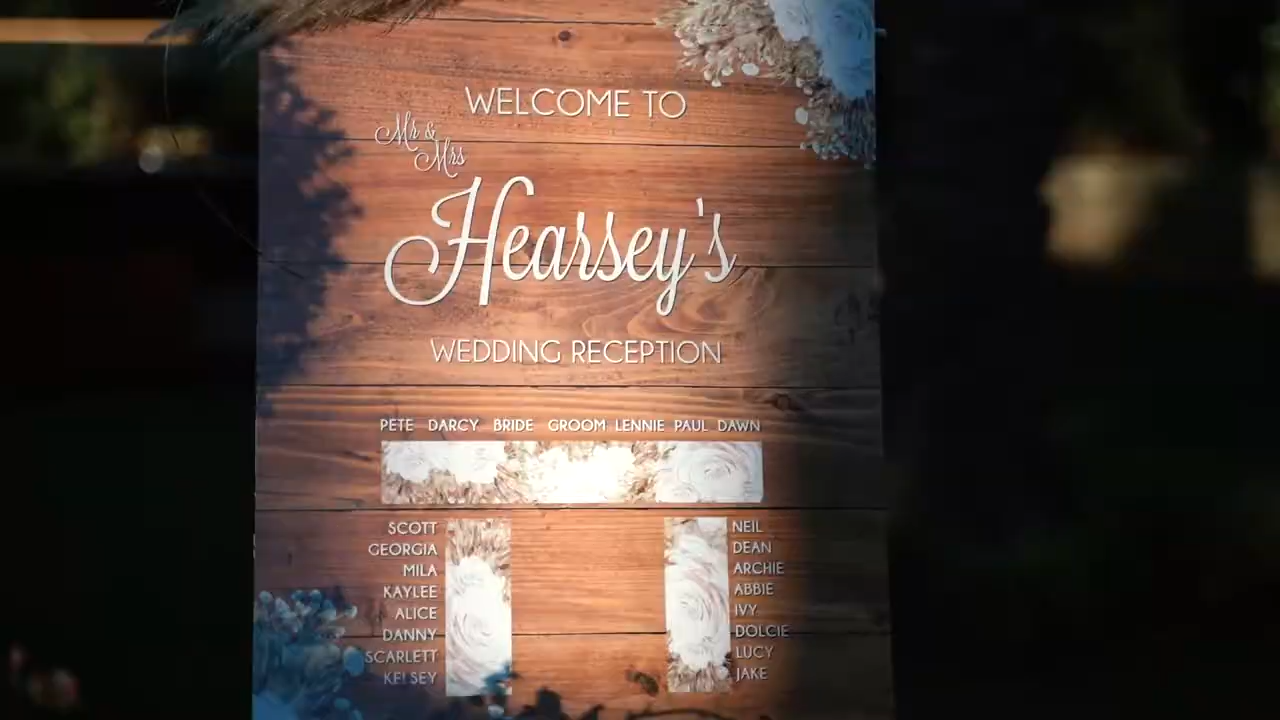 WELCOME TO
Mr &
Mrs
Hearsey's
WEDDING RECEPTION
PETE DARCY BRIDE GROOM LENNIE PAUL DAWN
SCOTT
GEORGIA
MILA
KAYLEE
ALICE
DANNY
SCARLETT
KELSEY
NEIL
DEAN
ARCHIE
ABBIE
IVY
DOLCIE
LUCY
JAKE